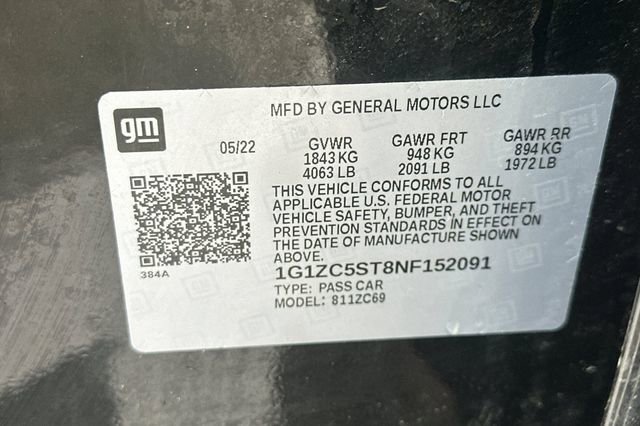 MFD BY GENERAL MOTORS LLC
gm
05/22 GVWR GAWR FRT GAWR RR
1843 KG 948 KG 894 KG
4063 LB 2091 LB 1972 LB
THIS VEHICLE CONFORMS TO ALL
APPLICABLE U.S. FEDERAL MOTOR
VEHICLE SAFETY, BUMPER, AND THEFT
PREVENTION STANDARDS IN EFFECT ON
THE DATE OF MANUFACTURE SHOWN
ABOVE.
384A
1G1ZC5ST8NF152091
TYPE: PASS CAR
MODEL: 811ZC69